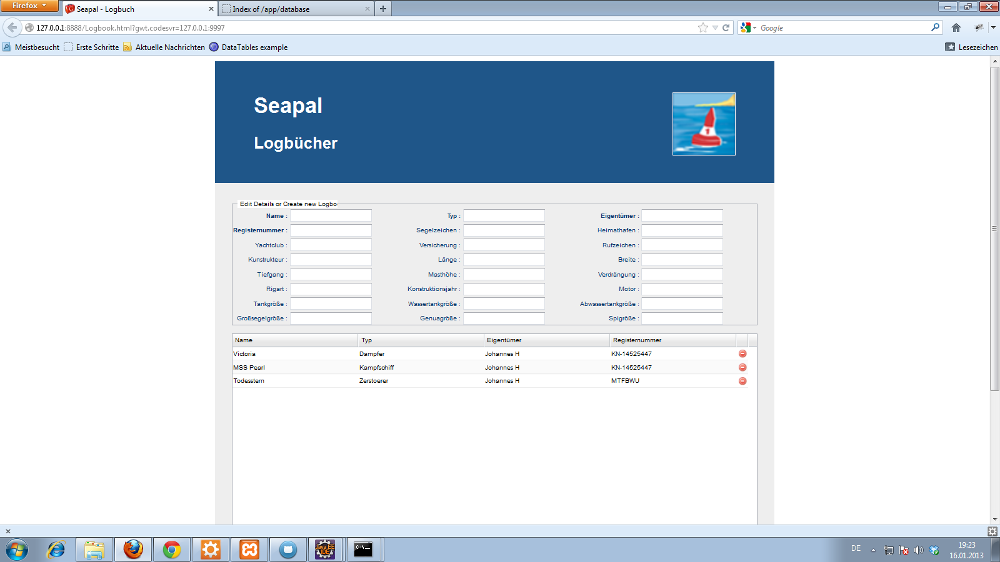 Firefox
Seapal - Logbuch
Index of /app/database
127.0.0.1:8888/Logbook.html?gwt.codesvr=127.0.0.1:9997
Google
Meistbesucht Erste Schritte Aktuelle Nachrichten DataTables example Lesezeichen
Seapal
Logbücher
1
Edit Details or Create new Logbo
Name : Typ : Eigentümer :
Registernummer : Segelzeichen : Heimathafen :
Yachtclub : Versicherung : Rufzeichen :
Kunstrukteur : Länge : Breite :
Tiefgang : Masthöhe : Verdrängung :
Rigart : Konstruktionsjahr : Motor :
Tankgröße : Wassertankgröße : Abwassertankgröße :
Großsegelgröße : Genuagröße : Spigröße :
Name Typ Eigentümer Registernummer
Victoria Dampfer Johannes H KN-14525447
MSS Pearl Kampfschiff Johannes H KN-14525447
Todesstern Zerstoerer Johannes H MTFBWU
Java EE
IDE
C:\_
DE
19:23
16.01.2013